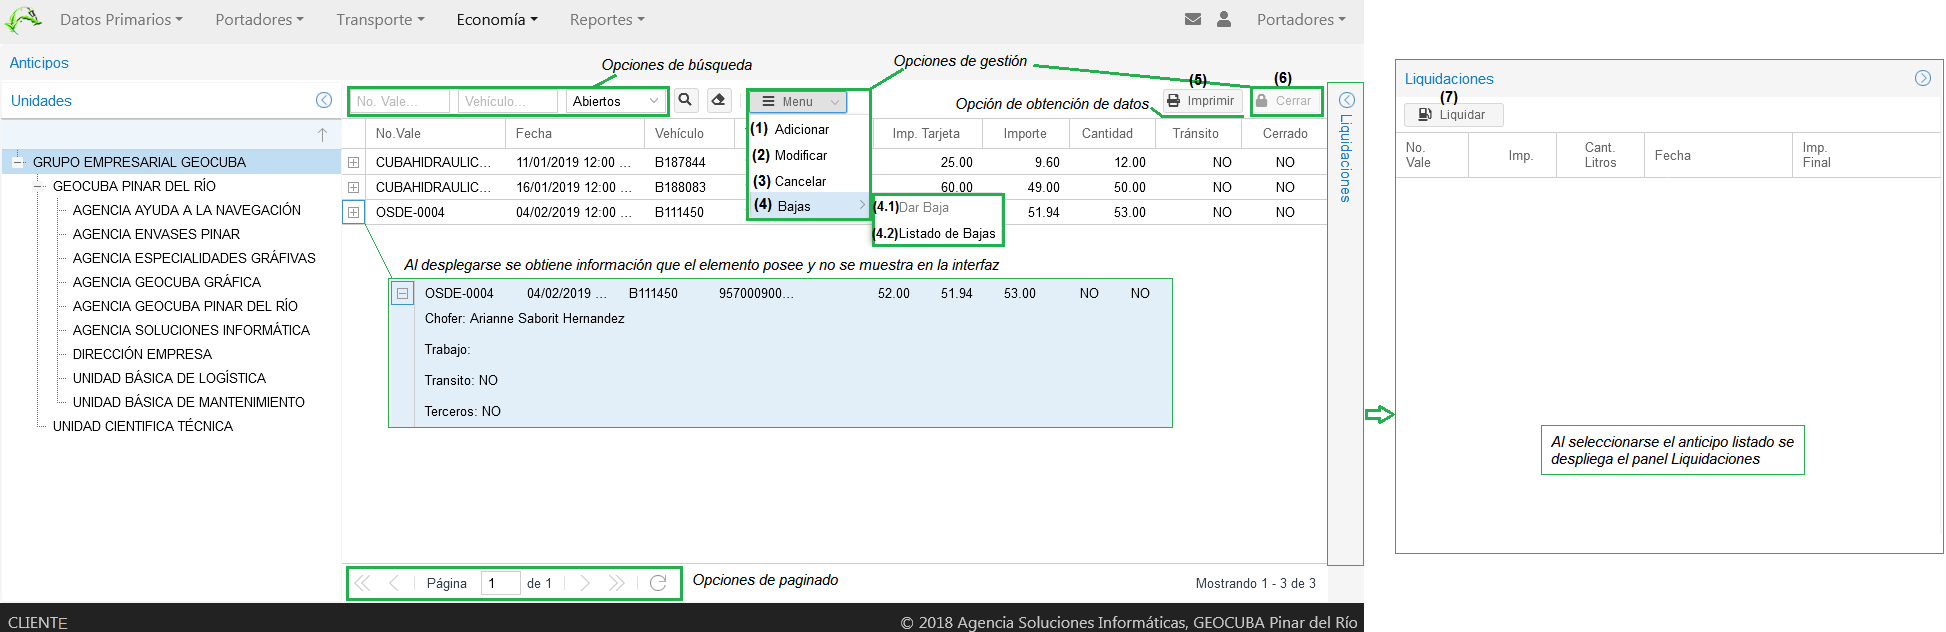 Datos Primarios Portadores Transporte Economía Reportes Portadores
Anticipos
Opciones de búsqueda
Opciones de gestión
Unidades
No. Vale... Vehículo... Abiertos
Menu
Opción de obtención de datos
(5)
Imprimir
(6)
Cerrar
No.Vale Fecha Vehículo Imp. Tarjeta Importe Cantidad Tránsito Cerrado
CUBAHIDRAULIC... 11/01/2019 12:00 ... B187844 25.00 9.60 12.00 NO NO
CUBAHIDRAULIC... 16/01/2019 12:00 ... B188083 60.00 49.00 50.00 NO NO
OSDE-0004 04/02/2019 12:00 ... B111450 51.94 53.00 NO NO
(1) Adicionar
(2) Modificar
(3) Cancelar
(4) Bajas
(4.1)Dar Baja
(4.2)Listado de Bajas
GRUPO EMPRESARIAL GEOCUBA
GEOCUBA PINAR DEL RÍO
AGENCIA AYUDA A LA NAVEGACIÓN
AGENCIA ENVASES PINAR
AGENCIA ESPECIALIDADES GRÁFIVAS
AGENCIA GEOCUBA GRÁFICA
AGENCIA GEOCUBA PINAR DEL RÍO
AGENCIA SOLUCIONES INFORMÁTICA
DIRECCIÓN EMPRESA
UNIDAD BÁSICA DE LOGÍSTICA
UNIDAD BÁSICA DE MANTENIMIENTO
UNIDAD CIENTIFICA TÉCNICA
Al desplegarse se obtiene información que el elemento posee y no se muestra en la interfaz
OSDE-0004 04/02/2019 ... B111450 957000900... 52.00 51.94 53.00 NO NO
Chofer: Arianne Saborit Hernandez
Trabajo:
Transito: NO
Terceros: NO
Liquidaciones
Página 1 de 1
Opciones de paginado
Mostrando 1 - 3 de 3
CLIENTE
© 2018 Agencia Soluciones Informáticas, GEOCUBA Pinar del Río
Liquidaciones
(7)
Liquidar
No. Vale Imp. Cant. Litros Fecha Imp. Final
Al seleccionarse el anticipo listado se
despliega el panel Liquidaciones